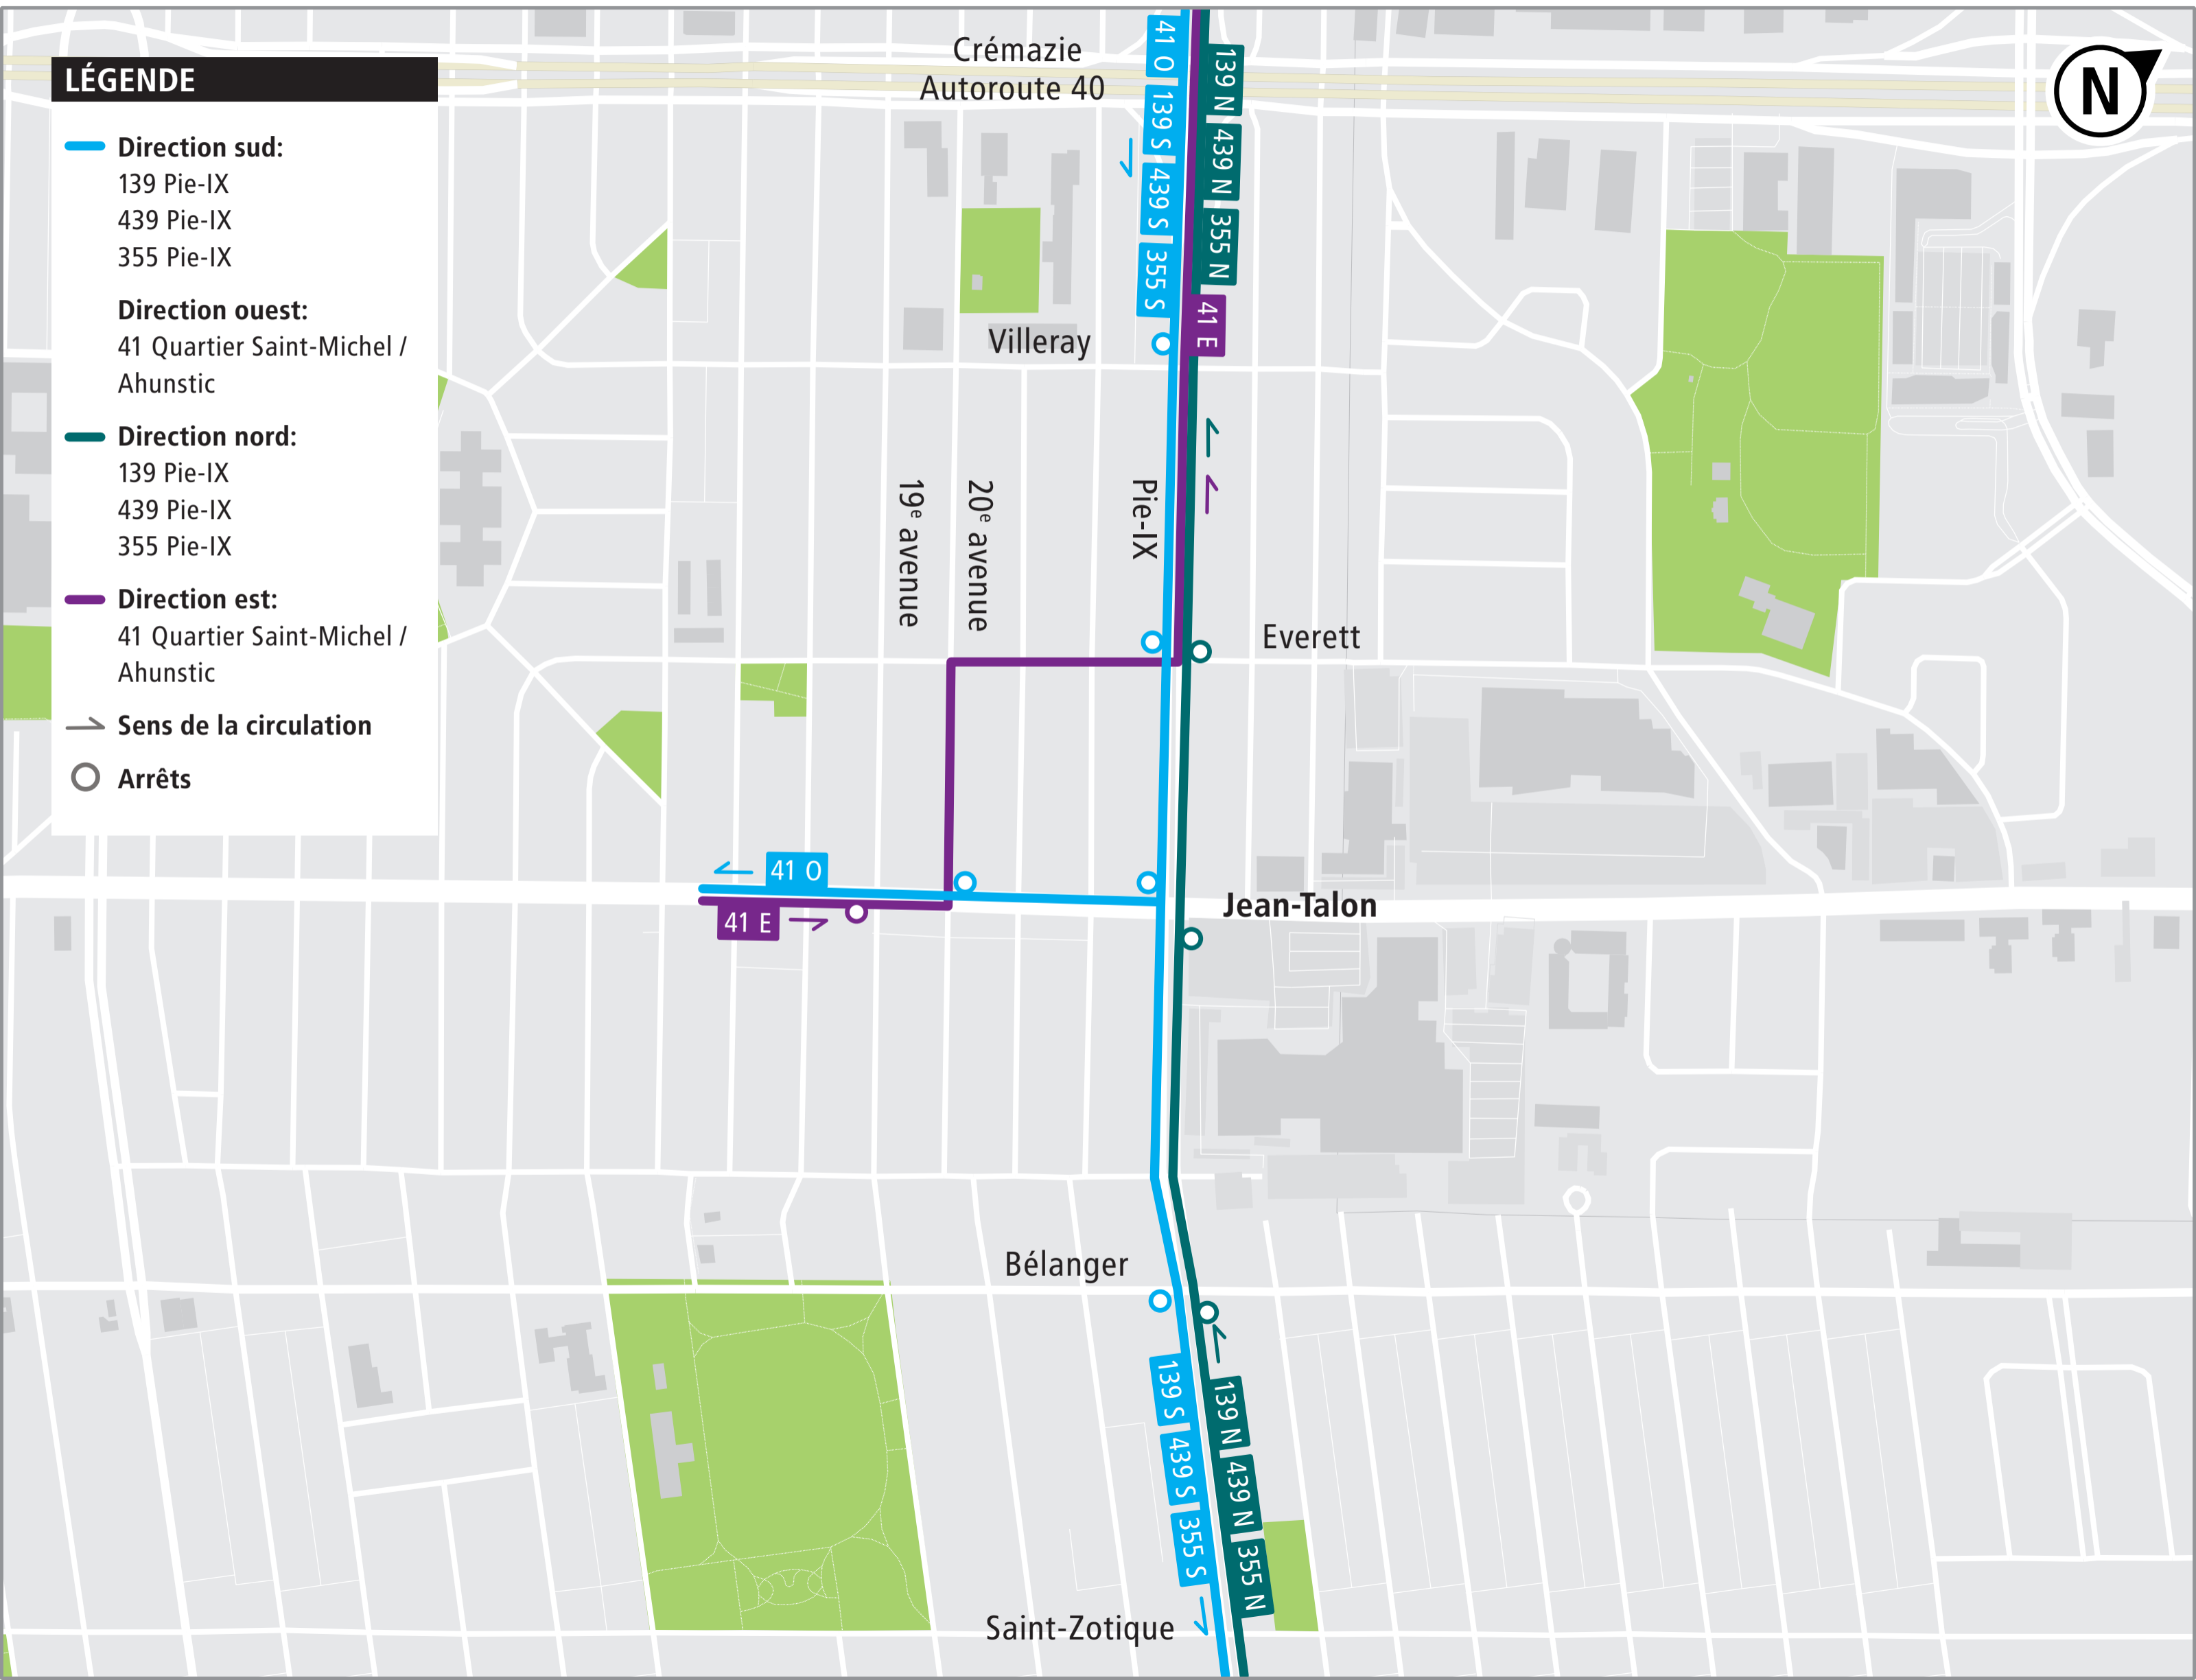 LÉGENDE
Direction sud:
139 Pie-IX
439 Pie-IX
355 Pie-IX
Direction ouest:
41 Quartier Saint-Michel /
Ahunstic
Direction nord:
139 Pie-IX
439 Pie-IX
355 Pie-IX
Direction est:
41 Quartier Saint-Michel /
Ahunstic
Sens de la circulation
Arrêts
Crémazie
Autoroute 40
N
41 O
139 S
439 S
355 S
139 N
439 N
355 N
41 E
Villeray
19e avenue
20e avenue
Pie-IX
Everett
41 O
41 E
Jean-Talon
Bélanger
139 S
439 S
355 S
139 N
439 N
355 N
Saint-Zotique